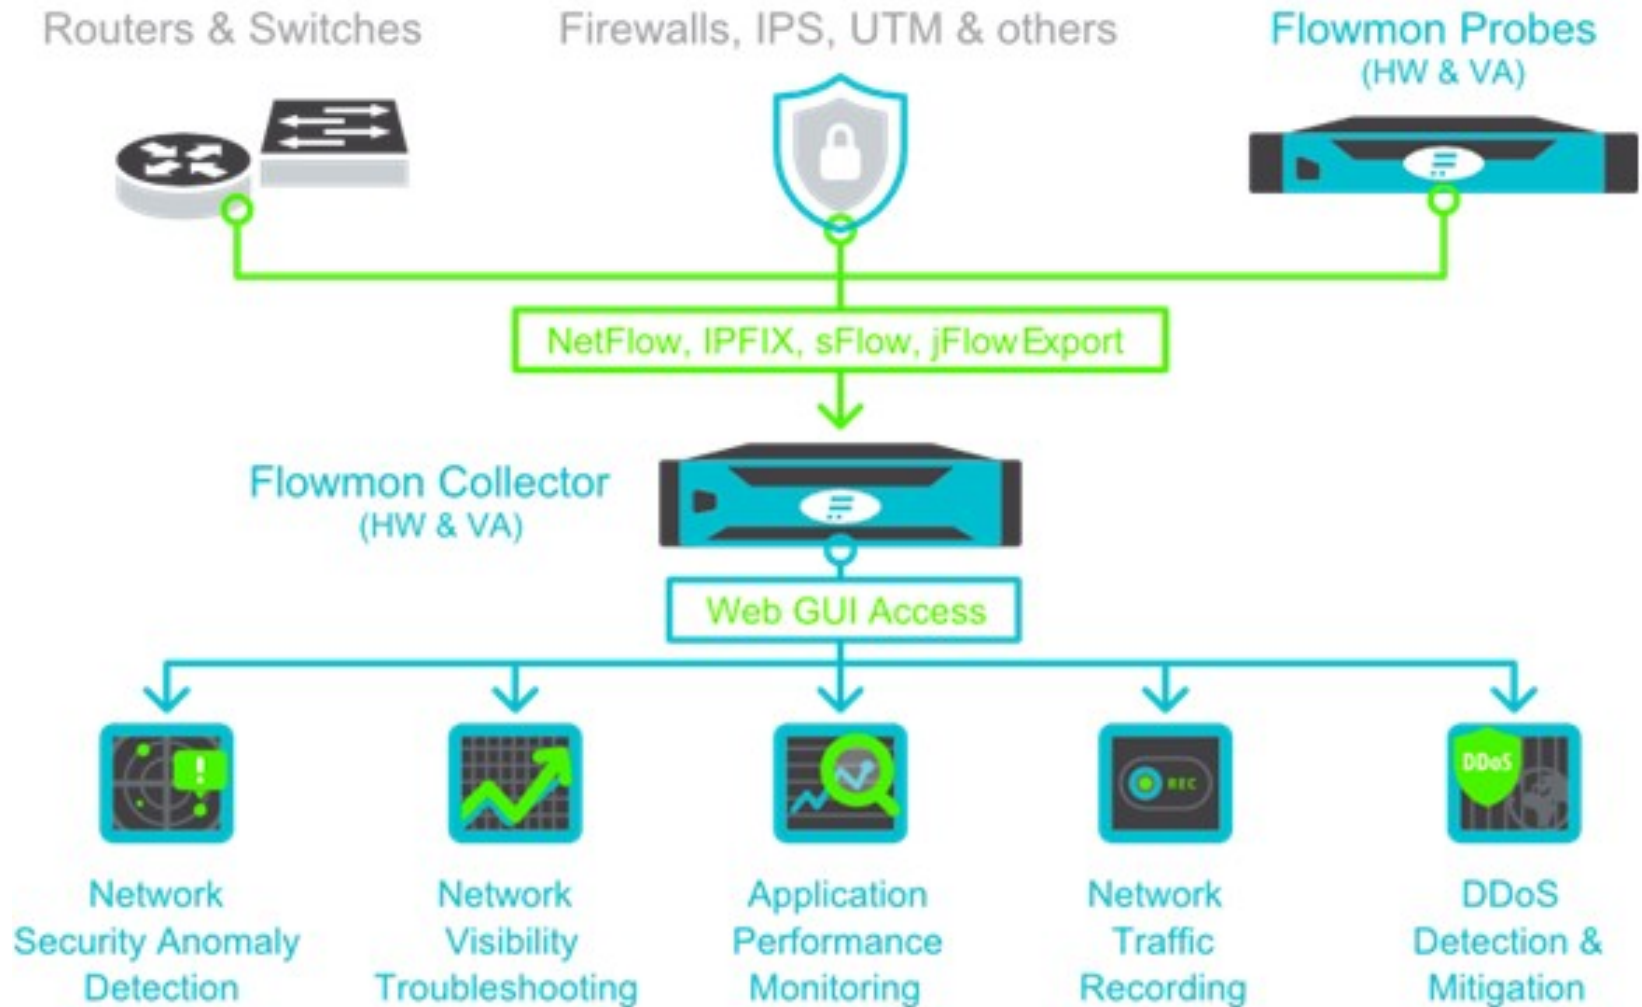 Routers & Switches
Firewalls, IPS, UTM & others
Flowmon Probes
(HW & VA)
NetFlow, IPFIX, sFlow, jFlowExport
Flowmon Collector
(HW & VA)
Web GUI Access
!
REC
DDoS
Network
Security Anomaly
Detection
Network
Visibility
Troubleshooting
Application
Performance
Monitoring
Network
Traffic
Recording
DDoS
Detection &
Mitigation